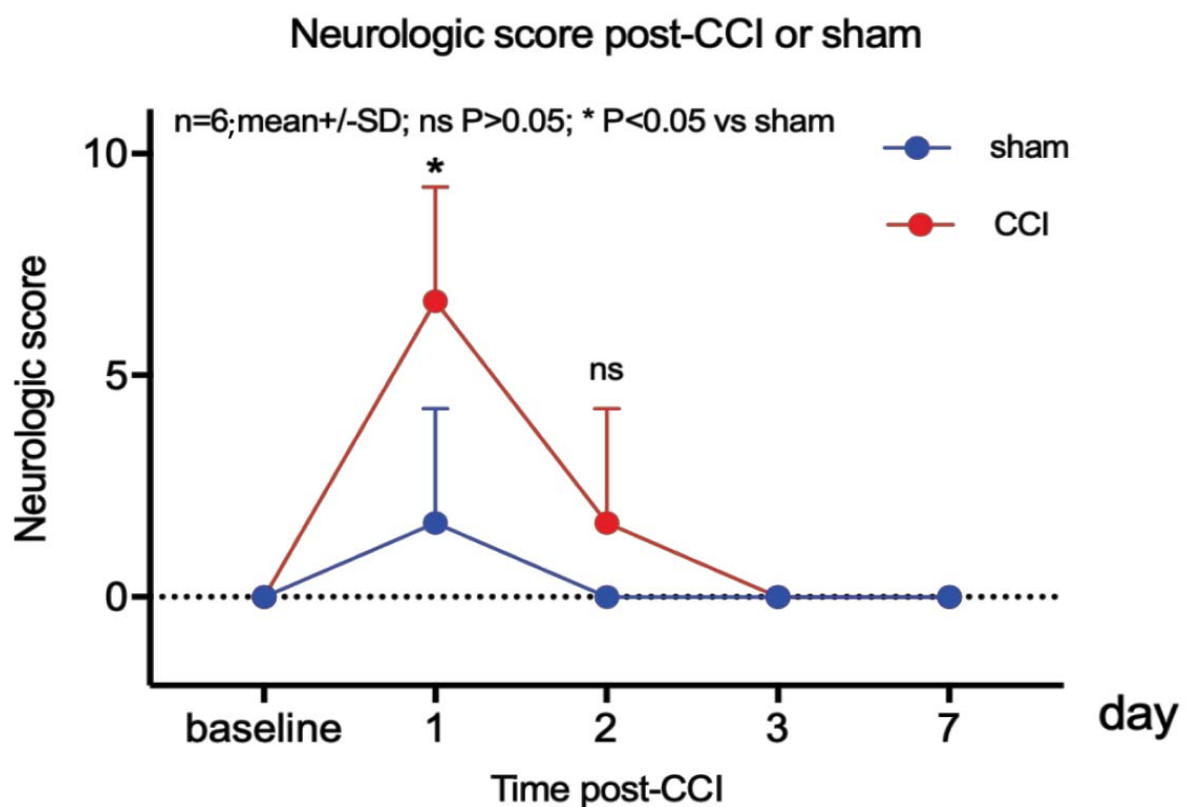 Neurologic score post-CCI or sham
n=6;mean+/-SD; ns P>0.05; * P<0.05 vs sham
sham
CCI
10
*
5
ns
0
Neurologic score
baseline 1 2 3 7 day
Time post-CCI